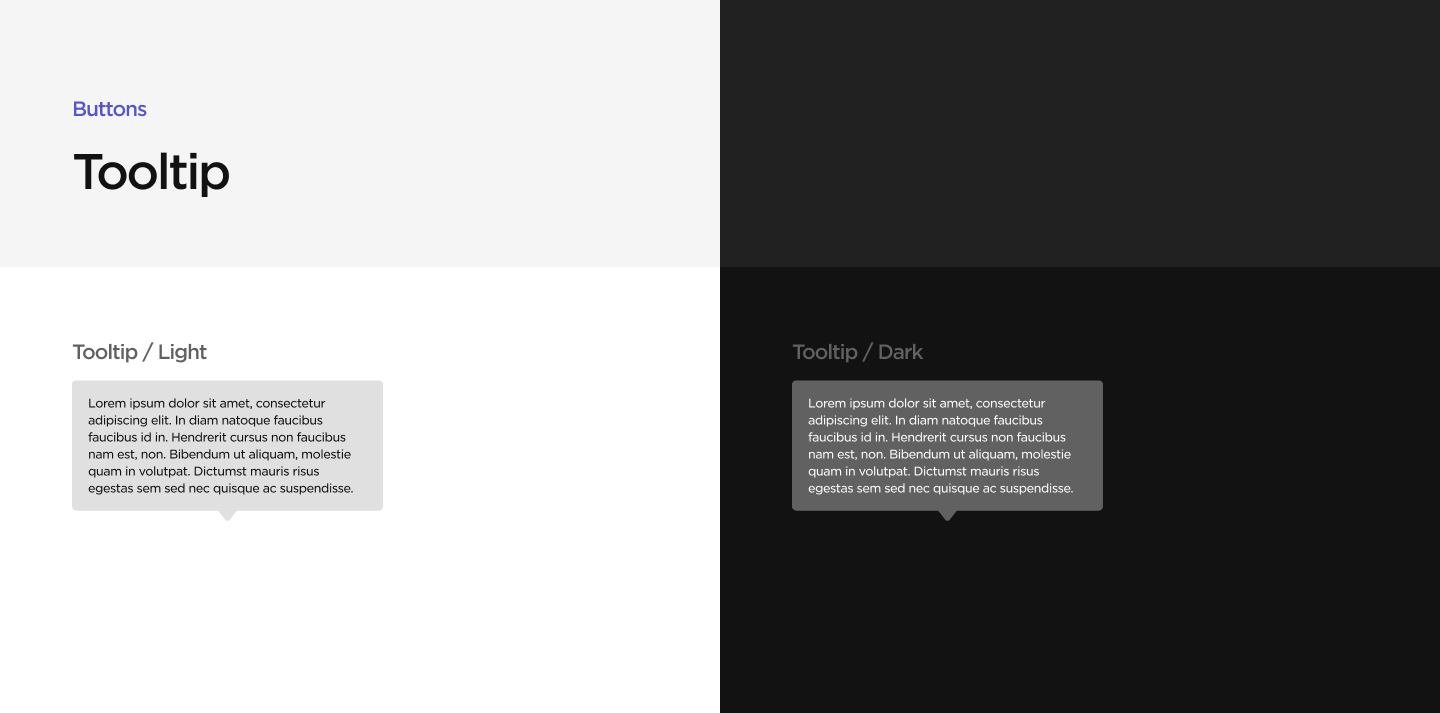 Buttons
Tooltip
Tooltip / Light
Lorem ipsum dolor sit amet, consectetur
adipiscing elit. In diam natoque faucibus
faucibus id in. Hendrerit cursus non faucibus
nam est, non. Bibendum ut aliquam, molestie
quam in volutpat. Dictumst mauris risus
egestas sem sed nec quisque ac suspendisse.
Tooltip / Dark
Lorem ipsum dolor sit amet, consectetur
adipiscing elit. In diam natoque faucibus
faucibus id in. Hendrerit cursus non faucibus
nam est, non. Bibendum ut aliquam, molestie
quam in volutpat. Dictumst mauris risus
egestas sem sed nec quisque ac suspendisse.